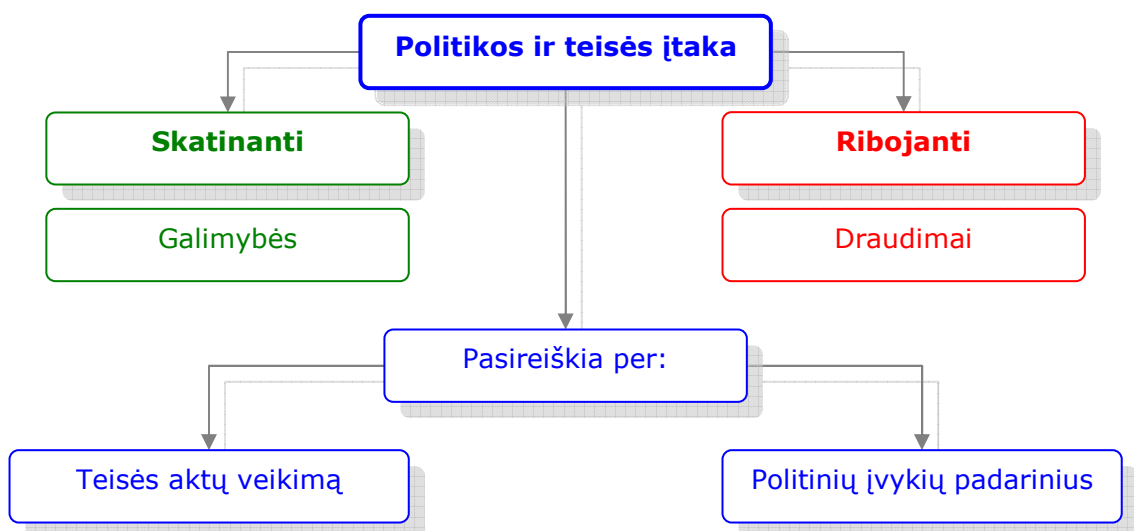 Politikos ir teisės įtaka
Skatinanti
Ribojanti
Galimybės
Draudimai
Pasireiškia per:
Teisės aktų veikimą
Politinių įvykių padarinius